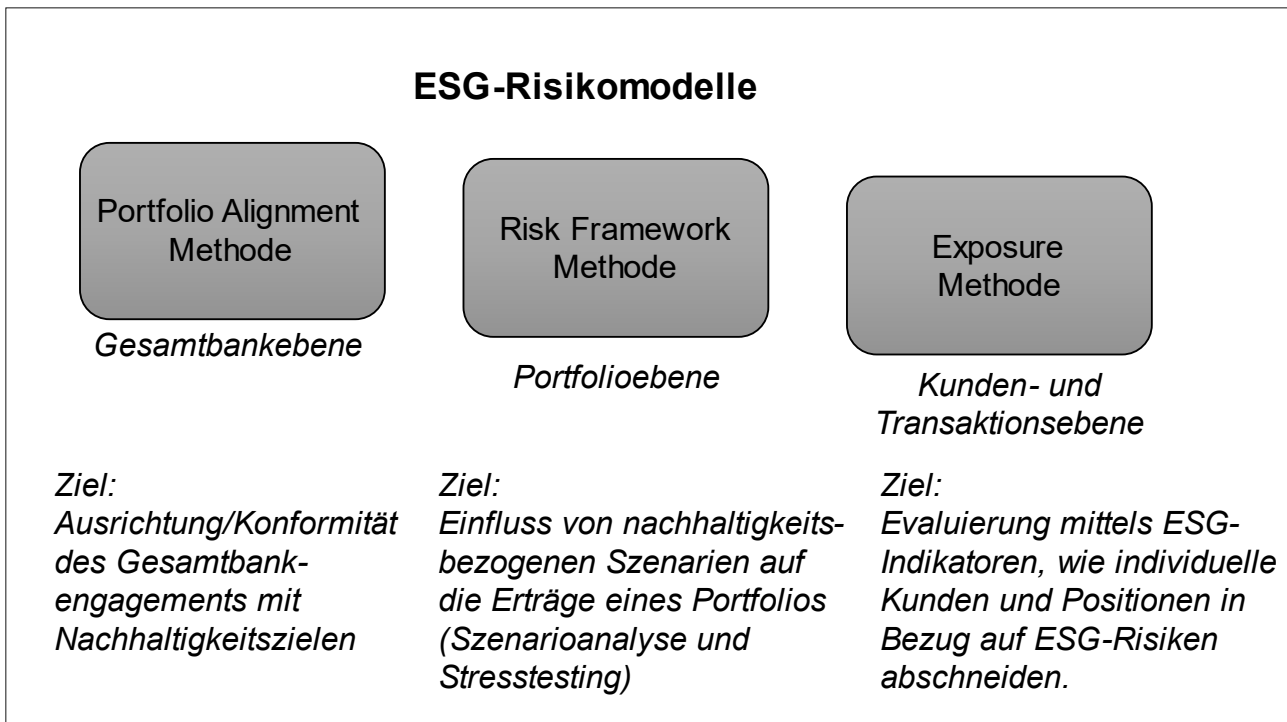 ESG-Risikomodelle
Portfolio Alignment
Methode
Gesamtbankebene
Ziel:
Ausrichtung/Konformität
des Gesamtbank-
engagements mit
Nachhaltigkeitszielen
Risk Framework
Methode
Portfolioebene
Ziel:
Einfluss von nachhaltigkeits-
bezogenen Szenarien auf
die Erträge eines Portfolios
(Szenarioanalyse und
Stresstesting)
Exposure
Methode
Kunden- und
Transaktionsebene
Ziel:
Evaluierung mittels ESG-
Indikatoren, wie individuelle
Kunden und Positionen in
Bezug auf ESG-Risiken
abschneiden.